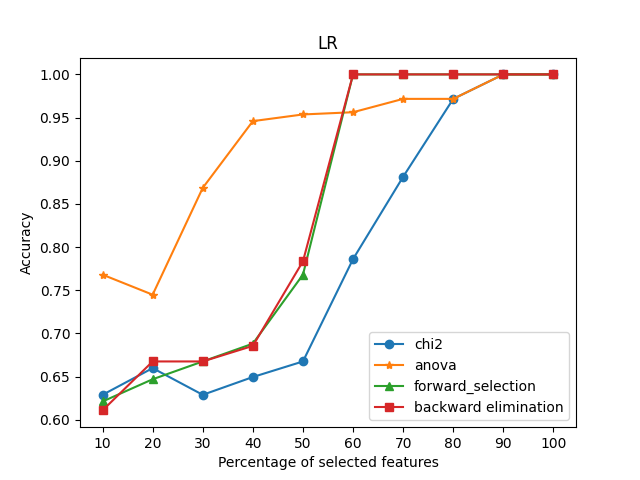 LR
Accuracy
1.00
0.95
0.90
0.85
0.80
0.75
0.70
0.65
0.60
chi2
anova
forward_selection
backward elimination
10 20 30 40 50 60 70 80 90 100
Percentage of selected features